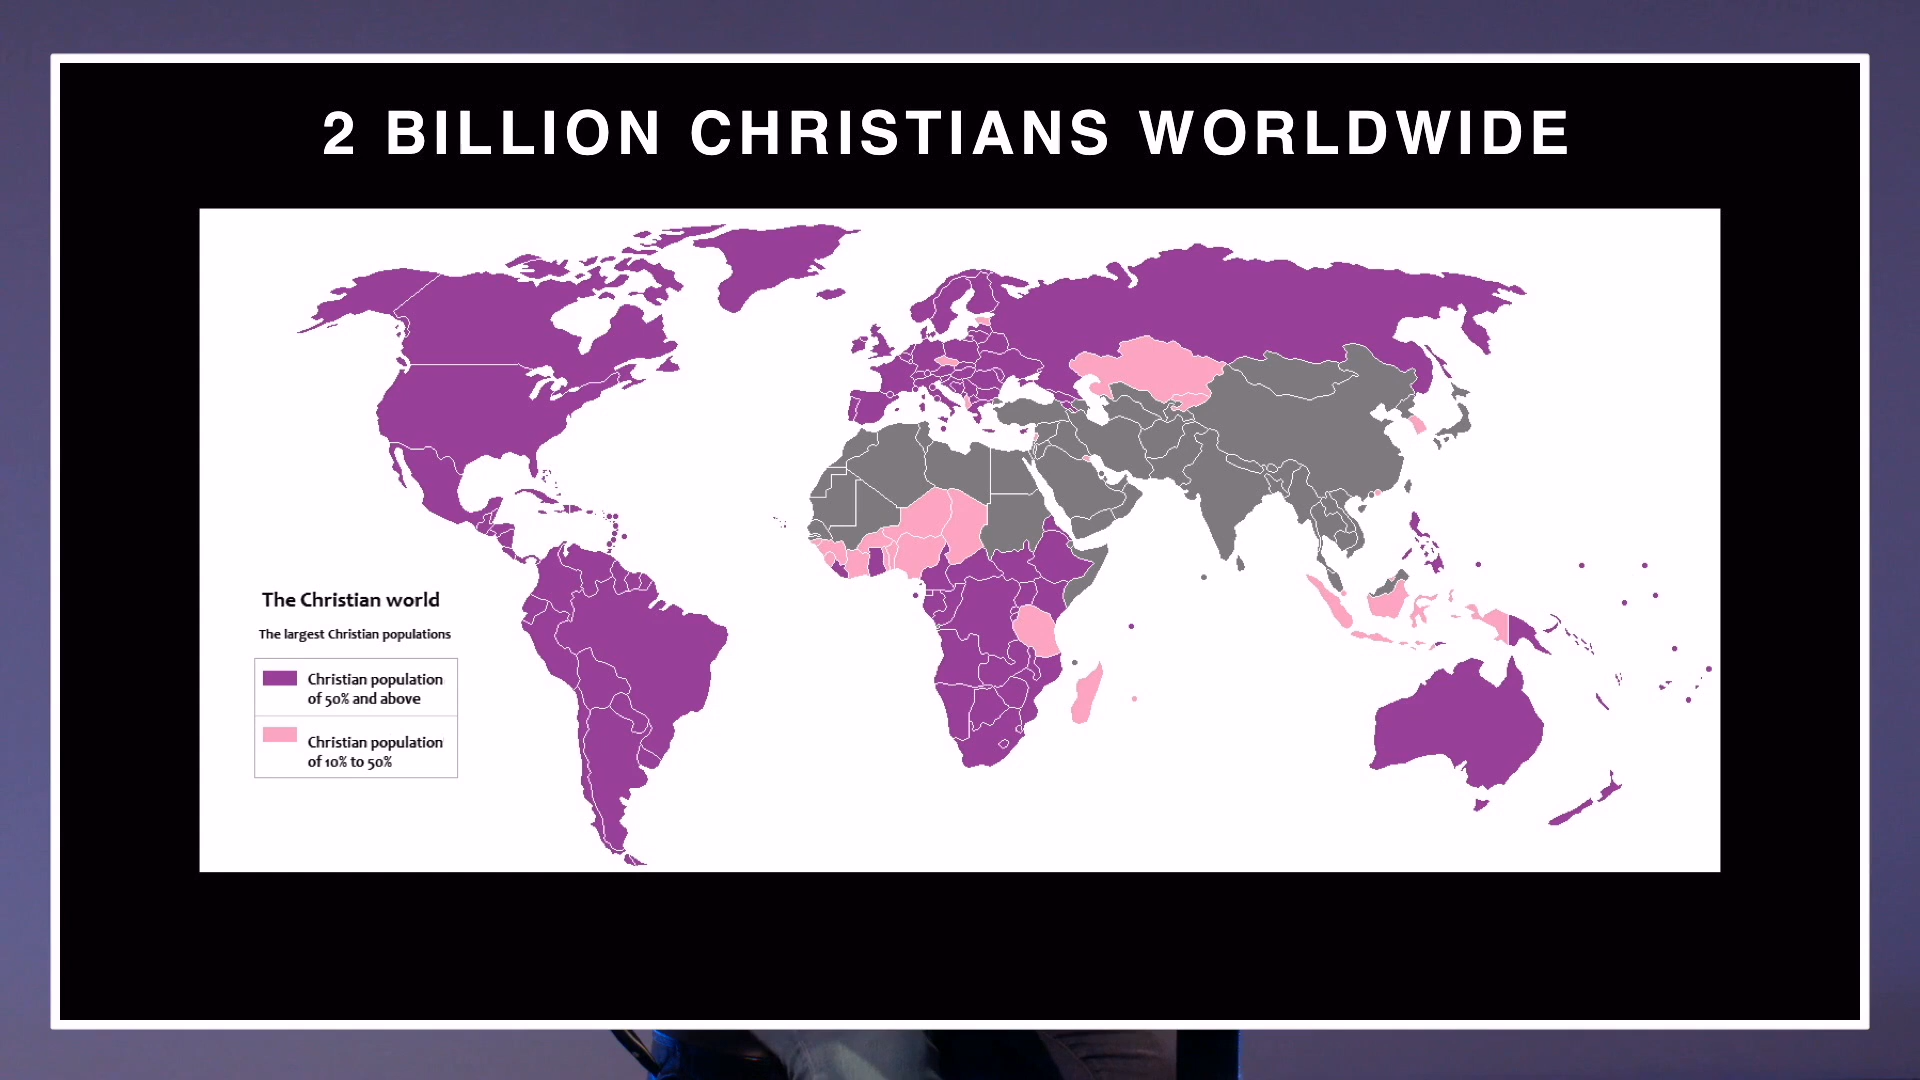 2 BILLION CHRISTIANS WORLDWIDE
The Christian world
The largest Christian populations
Christian population
of 50% and above
Christian population
of 10% to 50%